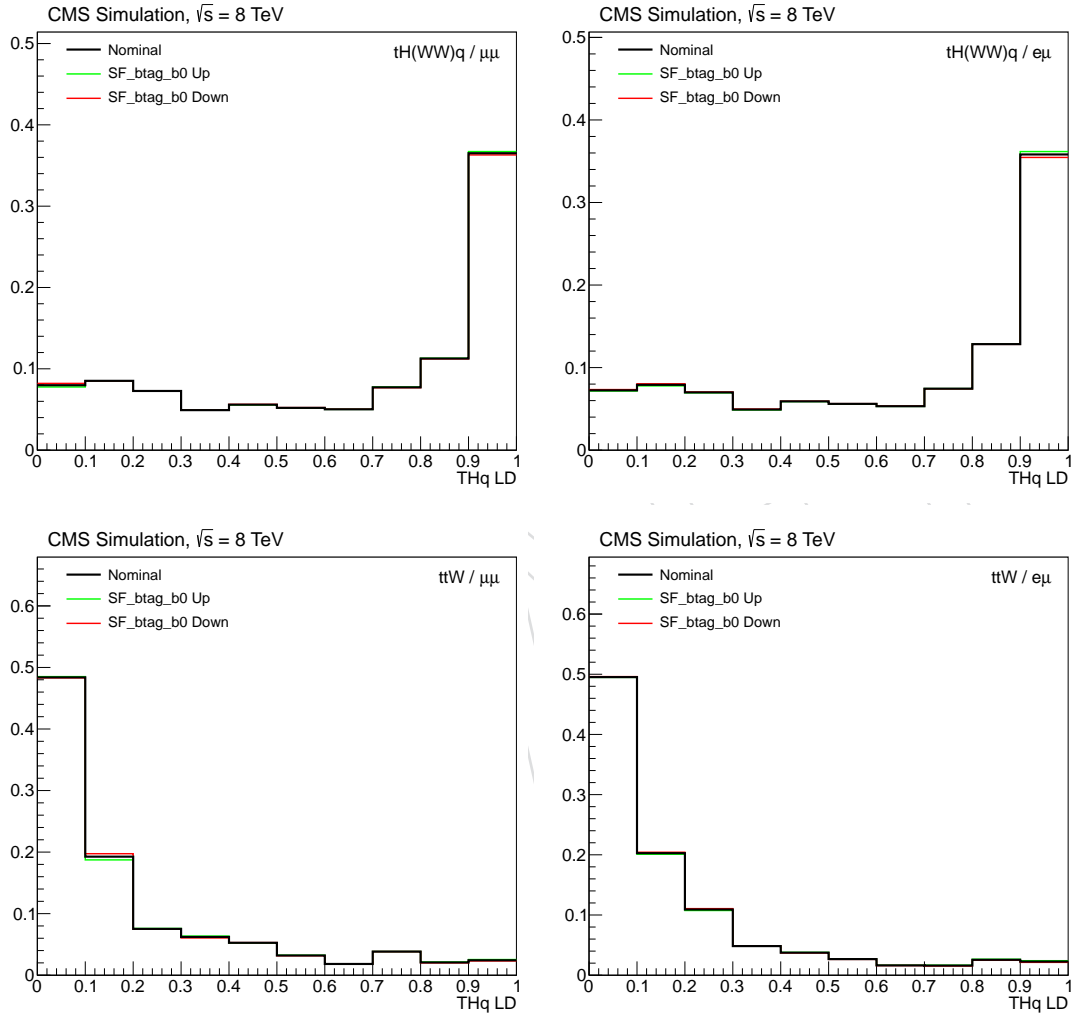 CMS Simulation, √s = 8 TeV
tH(WW)q / μμ
Nominal
SF_btag_b0 Up
SF_btag_b0 Down
0.5
0.4
0.3
0.2
0.1
0
0 0.1 0.2 0.3 0.4 0.5 0.6 0.7 0.8 0.9 1
THq LD
CMS Simulation, √s = 8 TeV
tH(WW)q / eμ
Nominal
SF_btag_b0 Up
SF_btag_b0 Down
0.5
0.4
0.3
0.2
0.1
0
0 0.1 0.2 0.3 0.4 0.5 0.6 0.7 0.8 0.9 1
THq LD
CMS Simulation, √s = 8 TeV
ttW / μμ
Nominal
SF_btag_b0 Up
SF_btag_b0 Down
0.6
0.5
0.4
0.3
0.2
0.1
0
0 0.1 0.2 0.3 0.4 0.5 0.6 0.7 0.8 0.9 1
THq LD
CMS Simulation, √s = 8 TeV
ttW / eμ
Nominal
SF_btag_b0 Up
SF_btag_b0 Down
0.6
0.5
0.4
0.3
0.2
0.1
0
0 0.1 0.2 0.3 0.4 0.5 0.6 0.7 0.8 0.9 1
THq LD